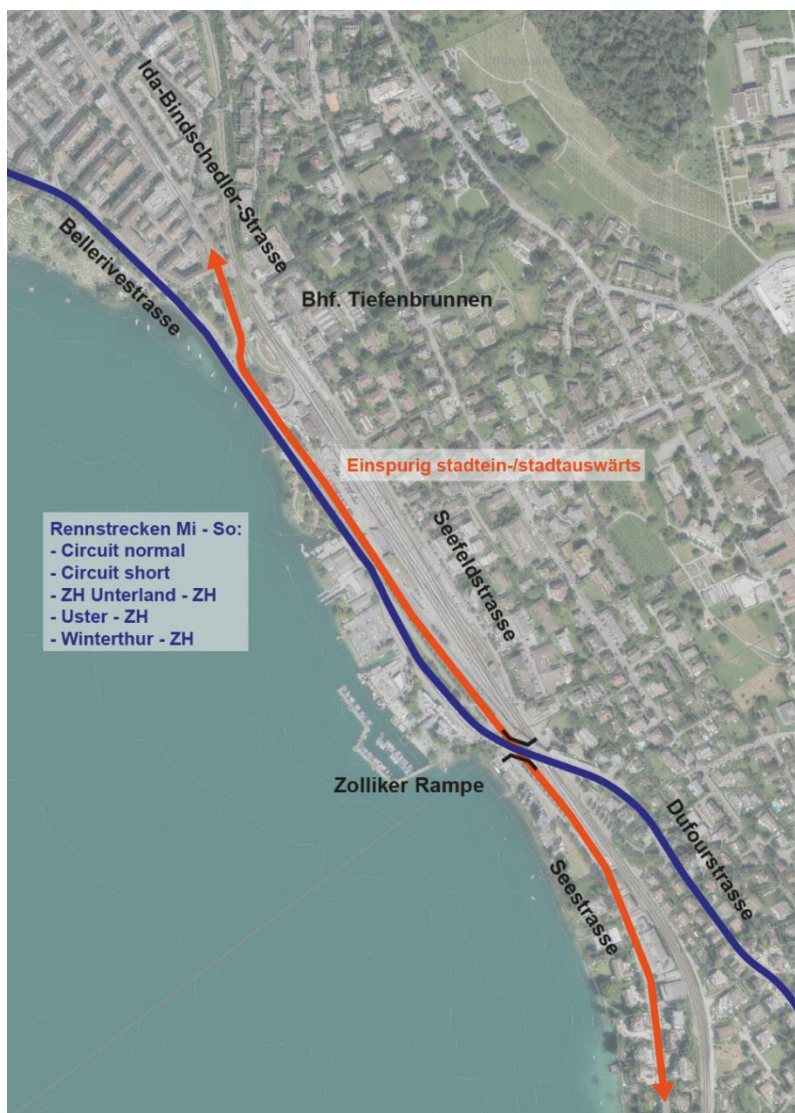 Ida-Bindschedler-Strasse
Bellerivestrasse
Bhf. Tiefenbrunnen
Einspurig stadtein-/stadtauswärts
Seefeldstrasse
Rennstrecken Mi - So:
- Circuit normal
- Circuit short
- ZH Unterland - ZH
- Uster - ZH
- Winterthur - ZH
Zolliker Rampe
Dufourstrasse
Seestrasse